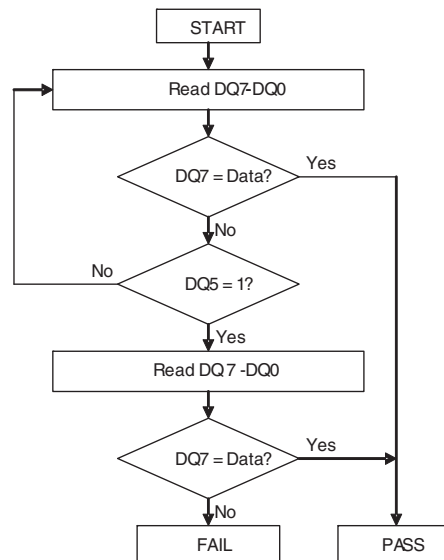 START
Read DQ7-DQ0
DQ7 = Data?
Yes
No
No
DQ5 = 1?
Yes
Read DQ 7 -DQ0
DQ7 = Data?
Yes
No
FAIL
PASS